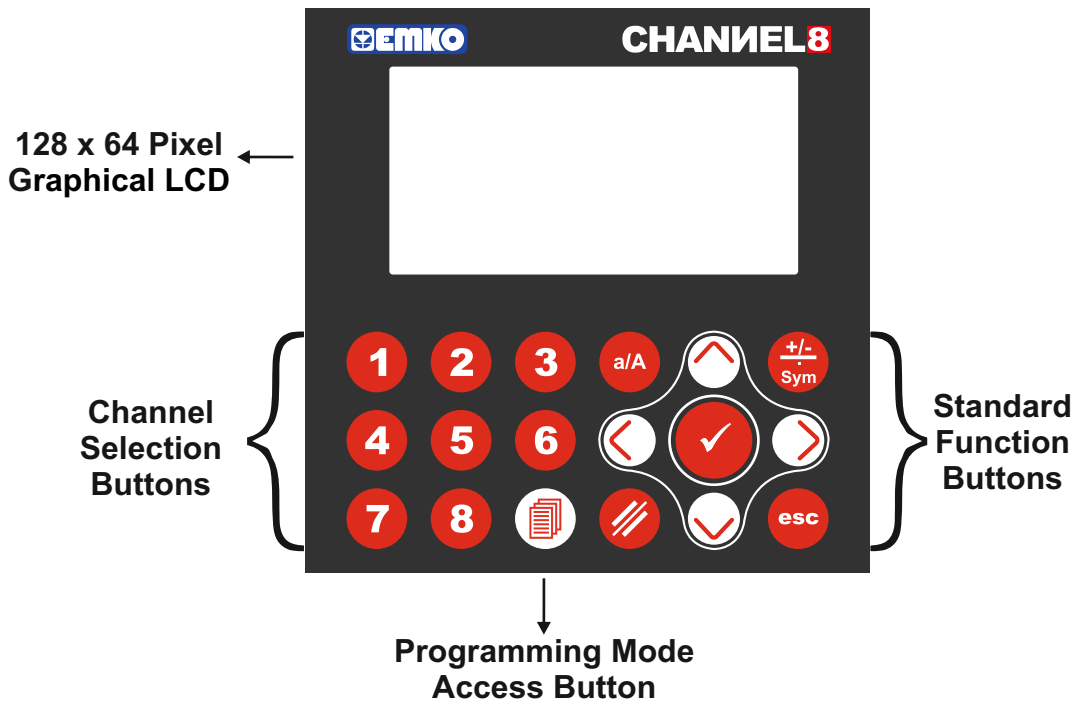 EMKO
CHANNEL8
128 x 64 Pixel
Graphical LCD
1 2 3 a/A +/-
. Sym
4 5 6
7 8 esc
Channel
Selection
Buttons
Standard
Function
Buttons
Programming Mode
Access Button